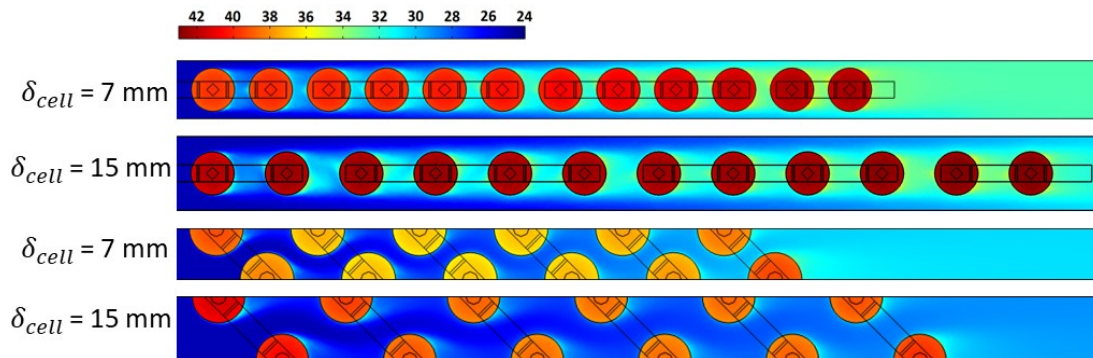 42 40 38 36 34 32 30 28 26 24
δcell = 7 mm
δcell = 15 mm
δcell = 7 mm
δcell = 15 mm